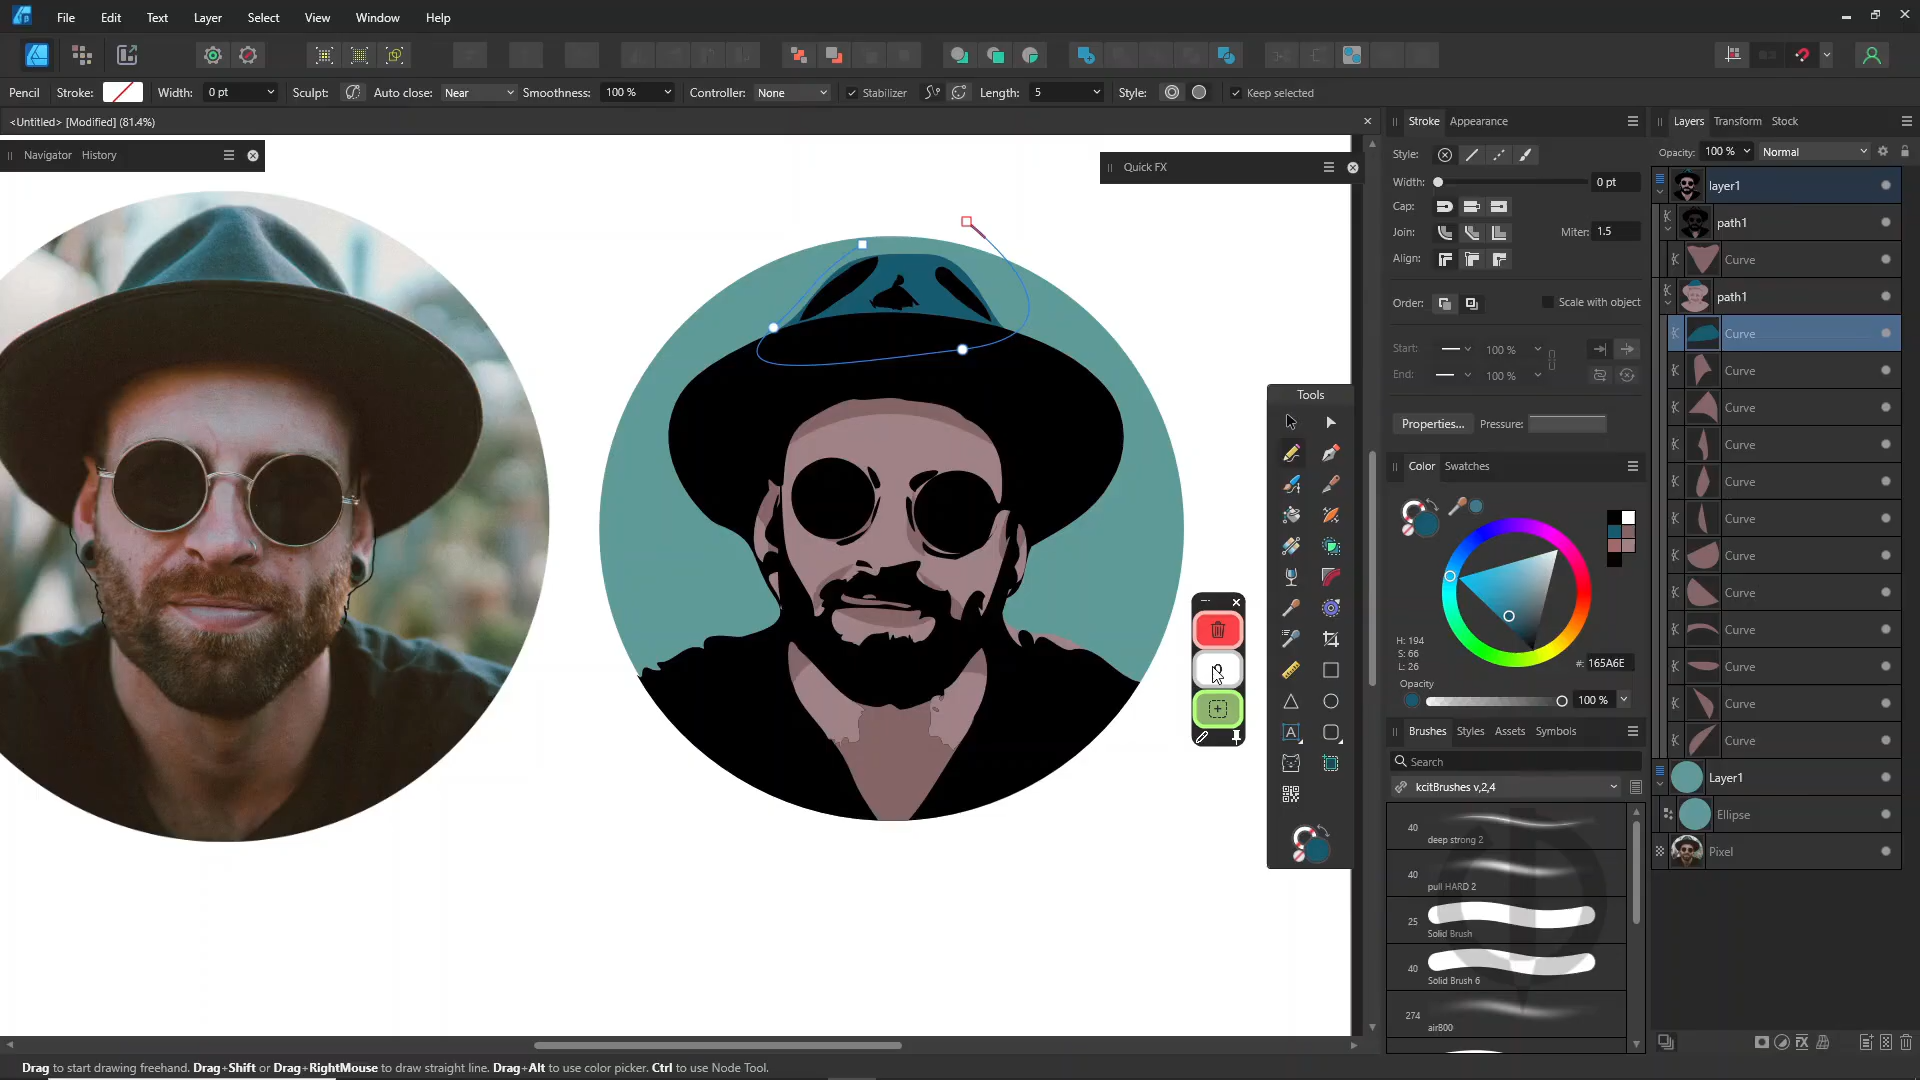 File Edit Text Layer Select View Window Help
Pencil Stroke: Width: 0 pt Sculpt: Auto close: Near Smoothness: 100 % Controller: None Stabilizer Length: 5 Style: Keep selected
<Untitled> [Modified] (81.4%)
Navigator History
Quick FX
Tools
Stroke Appearance
Style:
Width: 0 pt
Cap:
Join: Miter: 1.5
Align:
Order: Scale with object
Start: 100 %
End: 100 %
Properties... Pressure:
Color Swatches
H: 194
S: 66
L: 26
#: 165A6E
Opacity
100 %
Brushes Styles Assets Symbols
Search
kcitBrushes v,2,4
40
deep strong 2
40
pull HARD 2
25
Solid Brush
40
Solid Brush 6
274
air800
Layers Transform Stock
Opacity: 100 % Normal
layer1
path1
Curve
path1
Curve
Curve
Curve
Curve
Curve
Curve
Curve
Curve
Curve
Curve
Curve
Curve
Layer1
Ellipse
Pixel
Drag to start drawing freehand. Drag+Shift or Drag+RightMouse to draw straight line. Drag+Alt to use color picker. Ctrl to use Node Tool.